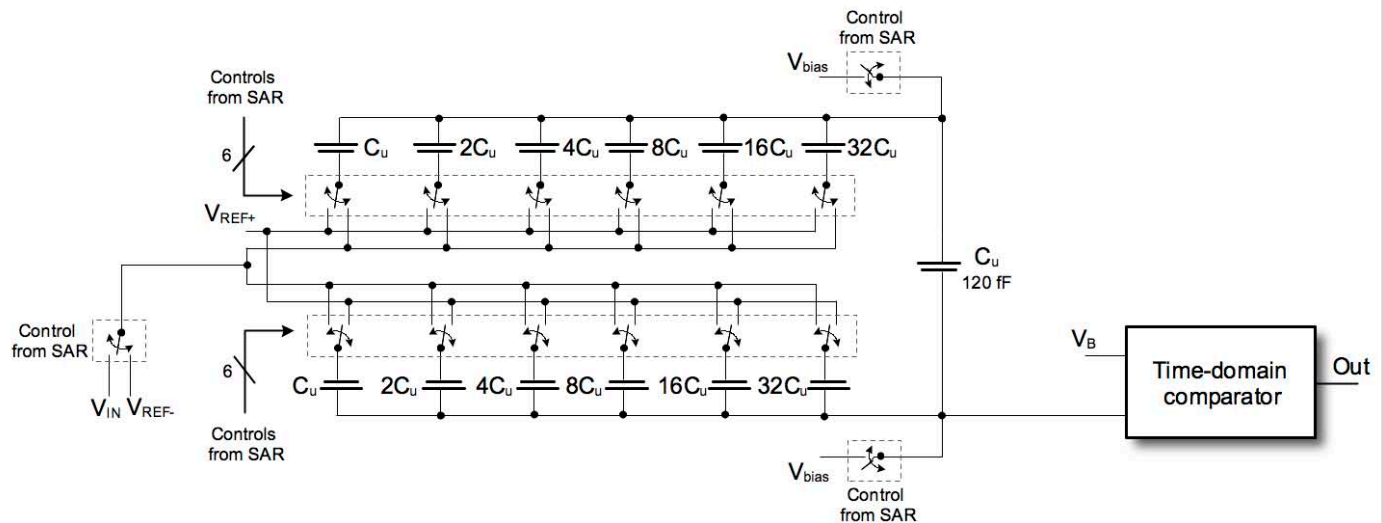 Control
from SAR
V_bias
Controls
from SAR
6
C_u 2C_u 4C_u 8C_u 16C_u 32C_u
V_REF+
C_u
120 fF
Control
from SAR
V_IN V_REF-
6
C_u 2C_u 4C_u 8C_u 16C_u 32C_u
Controls
from SAR
V_B
Time-domain
comparator
Out
V_bias
Control
from SAR